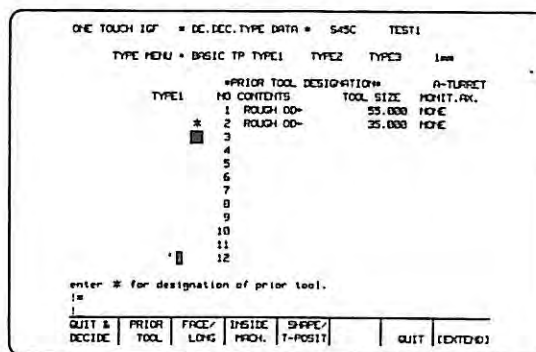 ONE TOUCH IGF * DE.DEC.TYPE DATA * S45C TEST1
TYPE MENU * BASIC TP TYPE1 TYPE2 TYPE3 1mm
*PRIOR TOOL DESIGNATION* A-TURRET
TYPE1 NO CONTENTS TOOL SIZE MONIT.AX.
1 ROUGH OD* 55.000 NONE
* 2 ROUGH OD- 35.000 NONE
3
4
5
6
7
8
9
10
11
12
enter * for designation of prior tool.
!=
!
QUIT & DECIDE PRIOR TOOL FACE/ LONG INSIDE MACH. SHAPE/ T-POSIT QUIT [EXTEND]